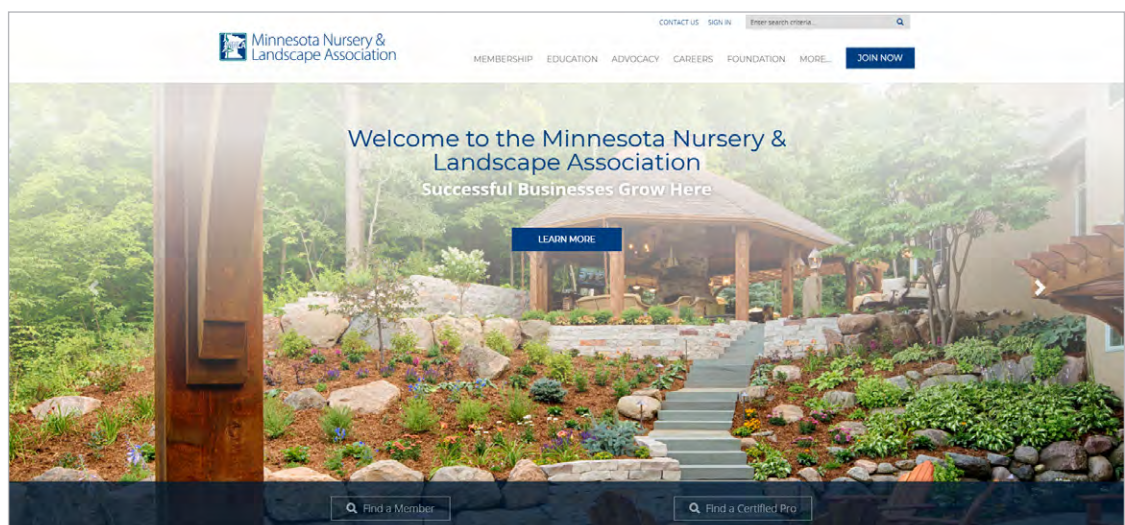 CONTACT US SIGN IN Enter search criteria...
Minnesota Nursery &
Landscape Association
MEMBERSHIP EDUCATION ADVOCACY CAREERS FOUNDATION MORE... JOIN NOW
Welcome to the Minnesota Nursery &
Landscape Association
Successful Businesses Grow Here
LEARN MORE
Find a Member Find a Certified Pro